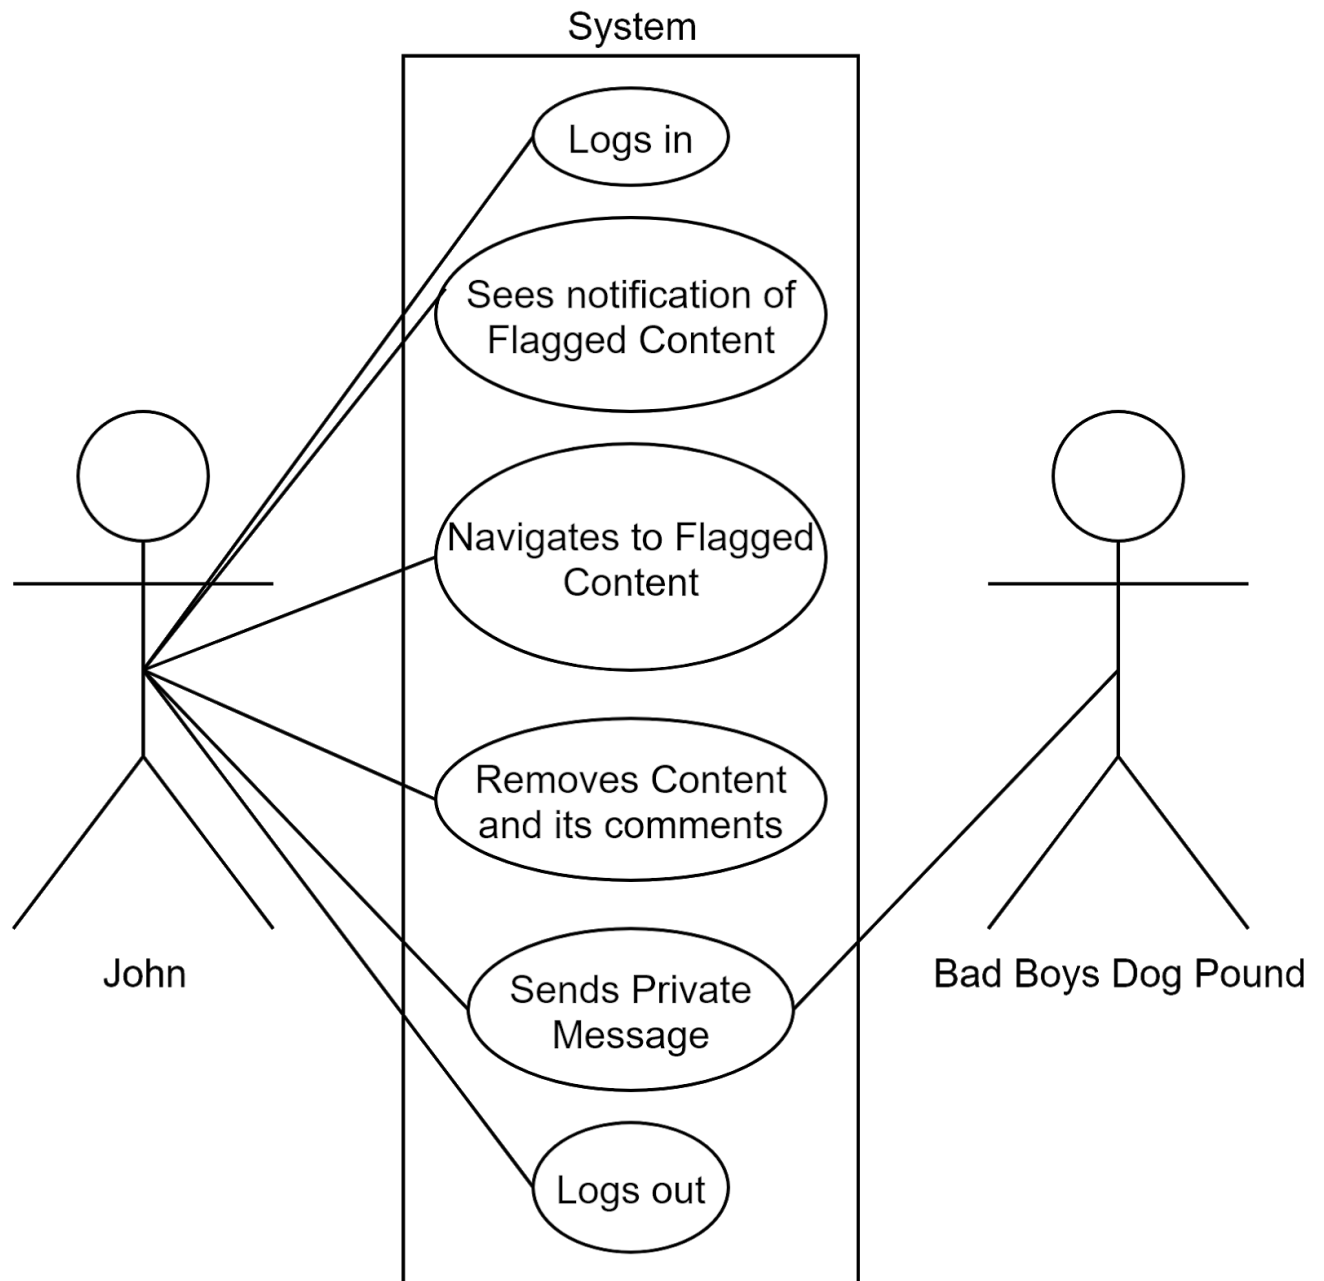 System
Logs in
Sees notification of
Flagged Content
Navigates to Flagged
Content
Removes Content
and its comments
Sends Private
Message
Logs out
John
Bad Boys Dog Pound